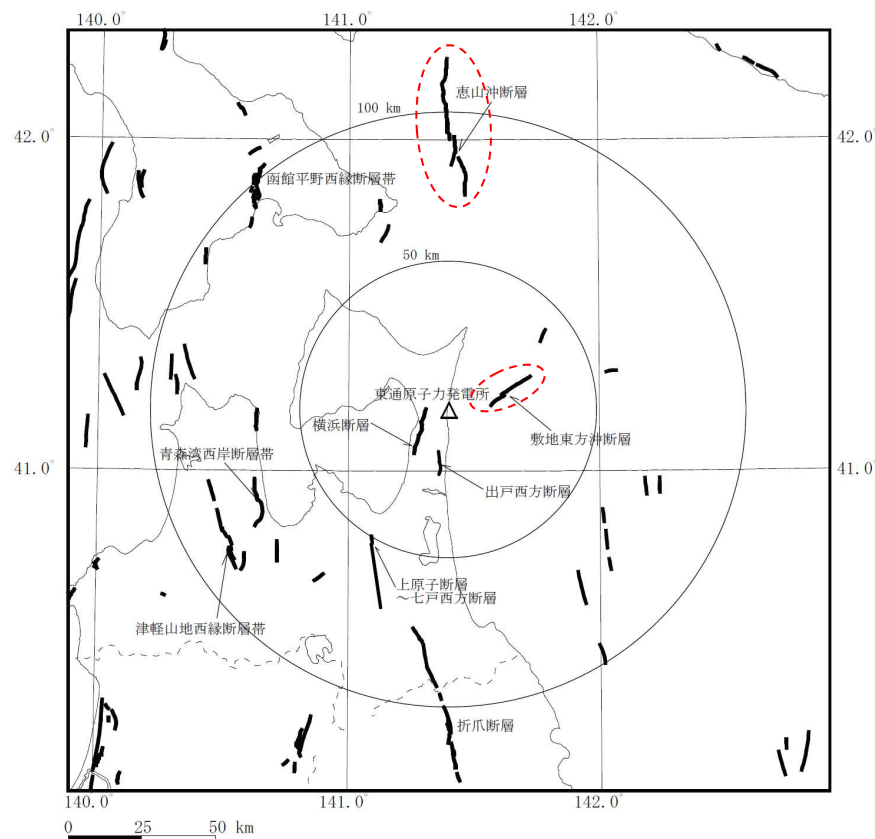 140.0°
141.0°
142.0°
恵山沖断層
100 km
42.0°
42.0°
函館平野西縁断層帯
50 km
東通原子力発電所
横浜断層
敷地東方沖断層
青森湾西岸断層帯
41.0°
41.0°
出戸西方断層
上原子断層
～七戸西方断層
津軽山地西縁断層帯
折爪断層
140.0°
141.0°
142.0°
0 25 50 km